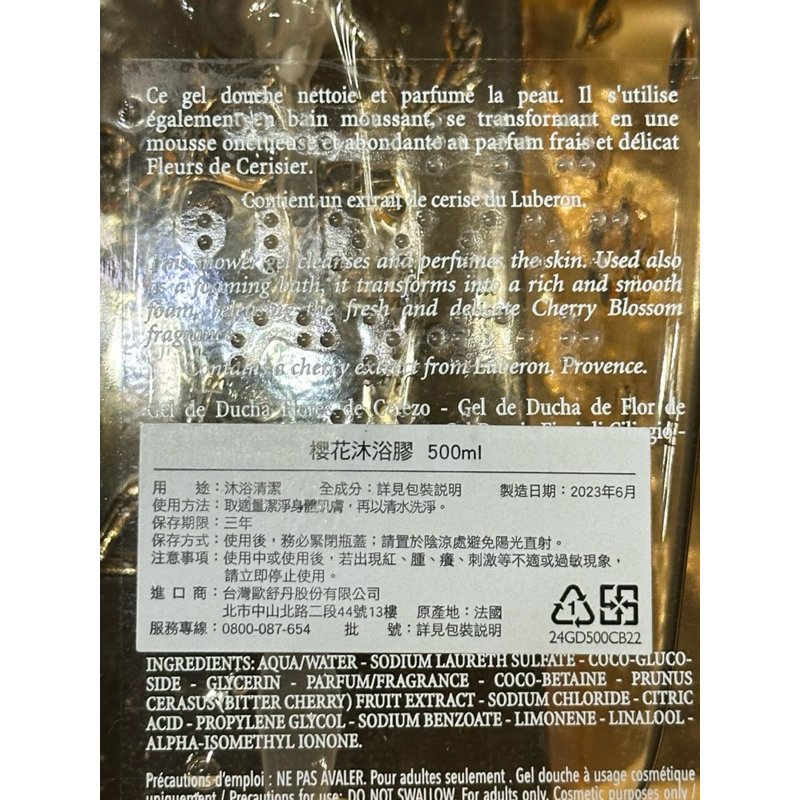 Ce gel douche nettoie et parfume la peau. Il s'utilise
également en bain moussant, se transformant en une
mousse onctueuse et abondante au parfum frais et délicat
Fleurs de Cerisier.
Contient un extrait de cerise du Luberon.
This shower gel cleanses and perfumes the skin. Used also
as a foaming bath, it transforms into a rich and smooth
foam, releasing the fresh and delicate Cherry Blossom
fragrance.
Contains a cherry extract from Luberon, Provence.
Gel de Ducha Flores de Cerezo - Gel de Ducha de Flor de
櫻花沐浴膠 500ml
用 途:沐浴清潔 全成分:詳見包裝説明 製造日期:2023年6月
使用方法:取適量潔淨身體肌膚,再以清水洗淨。
保存期限:三年
保存方式:使用後,務必緊閉瓶蓋;請置於陰涼處避免陽光直射。
注意事項:使用中或使用後,若出現紅、腫、癢、刺激等不適或過敏現象,
請立即停止使用。
進 口 商:台灣歐舒丹股份有限公司
北市中山北路二段44號13樓 原產地:法國
服務專線:0800-087-654 批 號:詳見包裝説明
1
24GD500CB22
INGREDIENTS: AQUA/WATER - SODIUM LAURETH SULFATE - COCO-GLUCO-
SIDE - GLYCERIN - PARFUM/FRAGRANCE - COCO-BETAINE - PRUNUS
CERASUS (BITTER CHERRY) FRUIT EXTRACT - SODIUM CHLORIDE - CITRIC
ACID - PROPYLENE GLYCOL - SODIUM BENZOATE - LIMONENE - LINALOOL -
ALPHA-ISOMETHYL IONONE.
Précautions d'emploi : NE PAS AVALER. Pour adultes seulement . Gel douche à usage cosmétique
uniquement / Precautions for use: DO NOT SWALLOW. For adults only. Cosmetic purposes only /